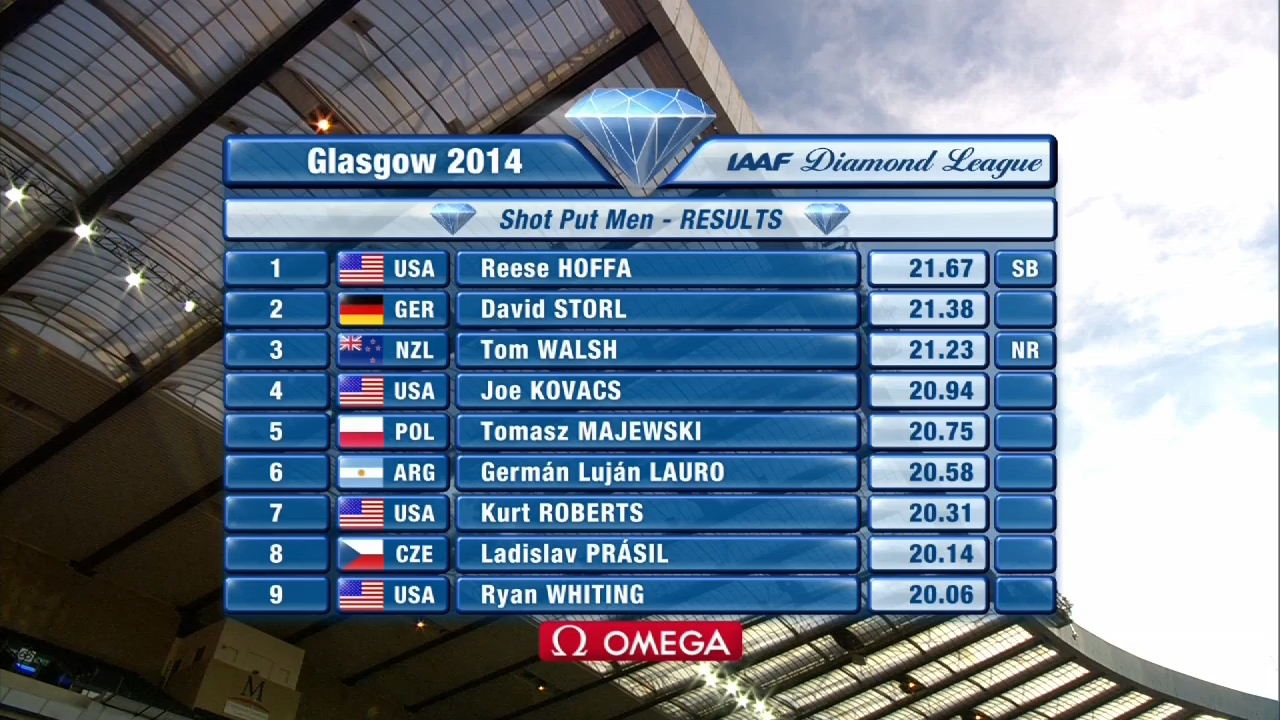 Glasgow 2014 IAAF Diamond League
Shot Put Men - RESULTS
1 USA Reese HOFFA 21.67 SB
2 GER David STORL 21.38
3 NZL Tom WALSH 21.23 NR
4 USA Joe KOVACS 20.94
5 POL Tomasz MAJEWSKI 20.75
6 ARG Germán Luján LAURO 20.58
7 USA Kurt ROBERTS 20.31
8 CZE Ladislav PRÁSIL 20.14
9 USA Ryan WHITING 20.06
Ω OMEGA
M